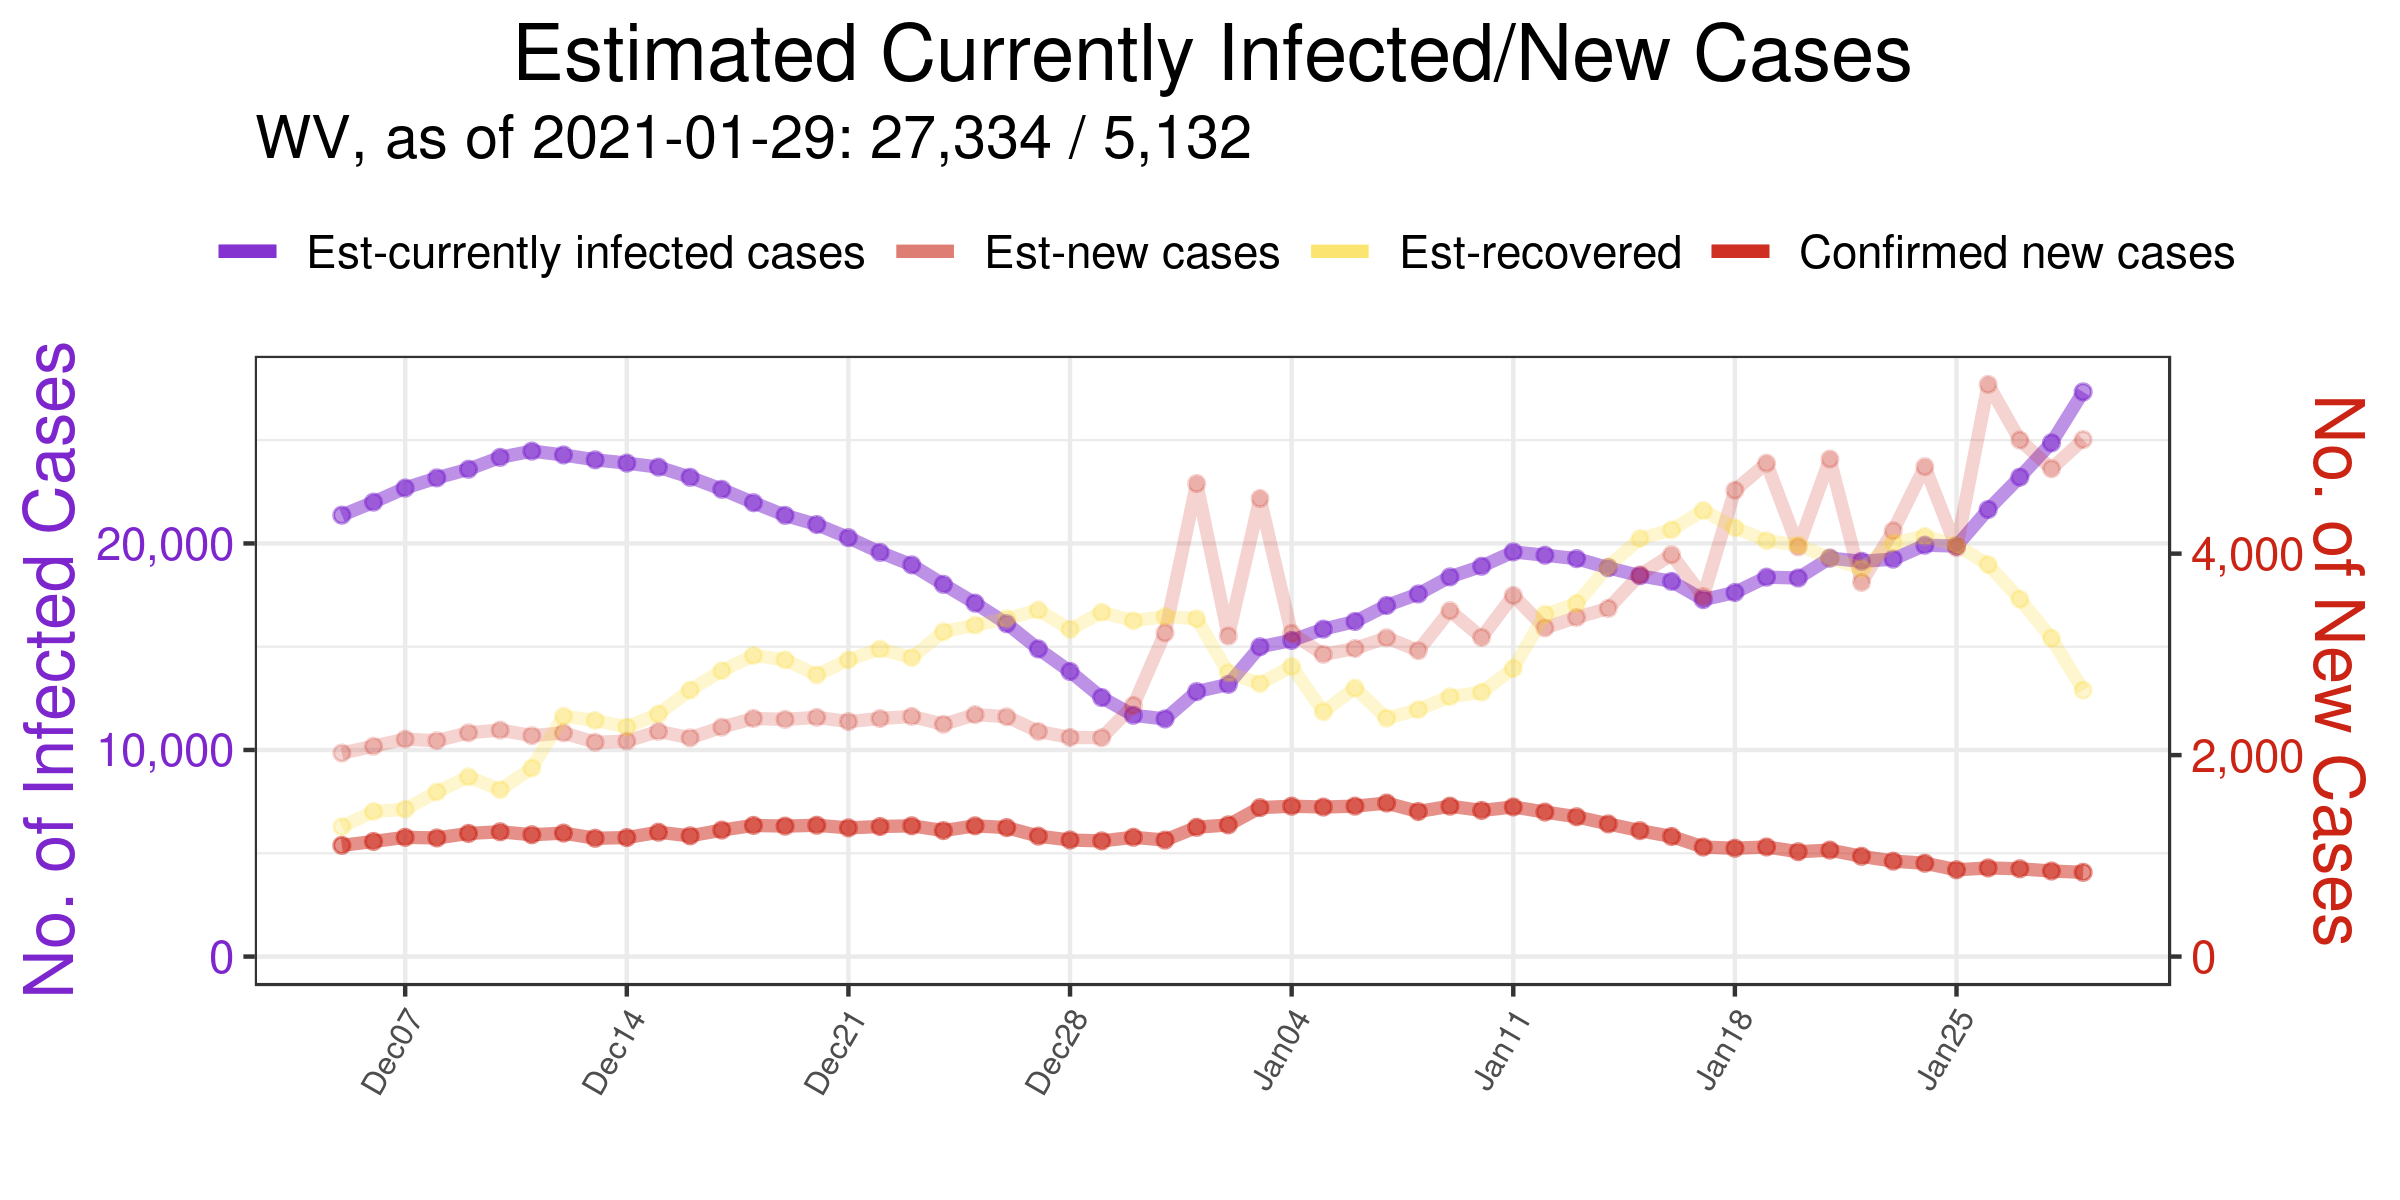 Estimated Currently Infected/New Cases
WV, as of 2021-01-29: 27,334 / 5,132
Est-currently infected cases Est-new cases Est-recovered Confirmed new cases
No. of Infected Cases
20,000
10,000
0
No. of New Cases
4,000
2,000
0
Dec07 Dec14 Dec21 Dec28 Jan04 Jan11 Jan18 Jan25